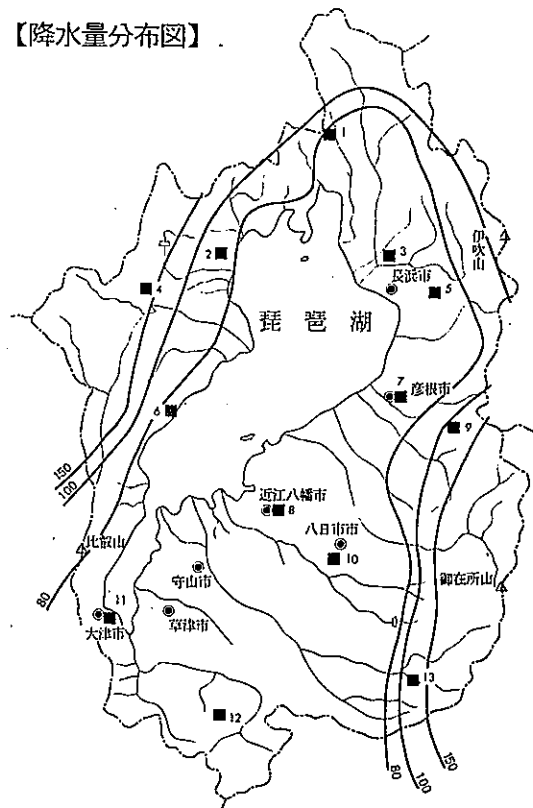 【降水量分布図】
1
2
3
伊吹山
長浜市
4
5
琵琶湖
7
彦根市
6
9
150
100
近江八幡市
8
八日市市
比叡山
10
守山市
御在所山
80
11
大津市
草津市
13
12
80
100
150